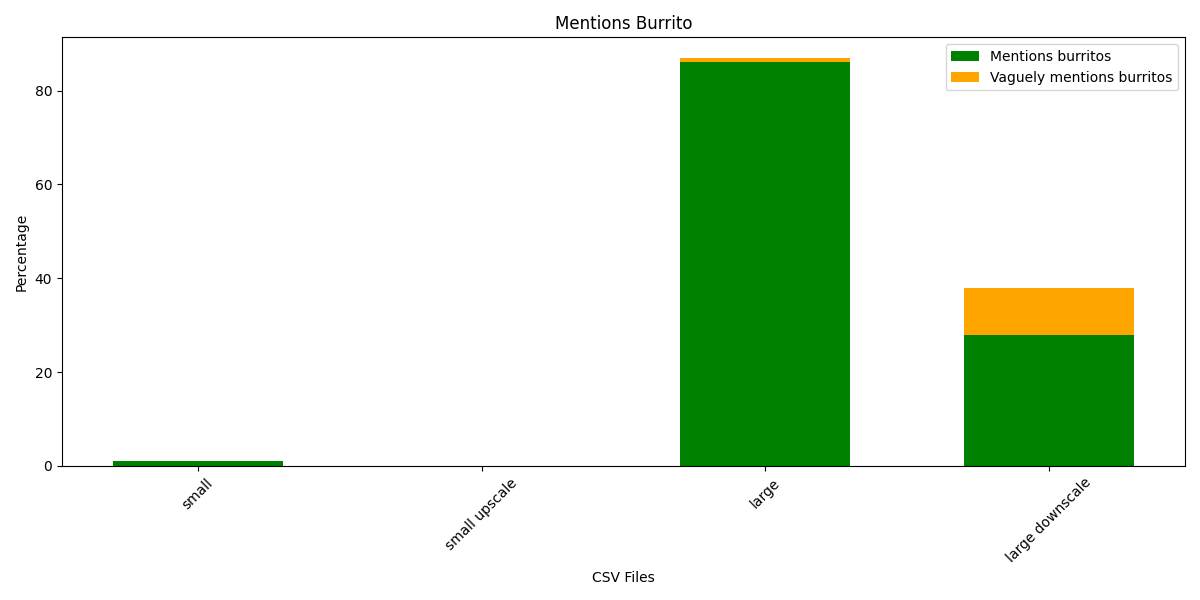 Mentions Burrito
Mentions burritos
Vaguely mentions burritos
Percentage
80
60
40
20
0
small
small upscale
large
large downscale
CSV Files